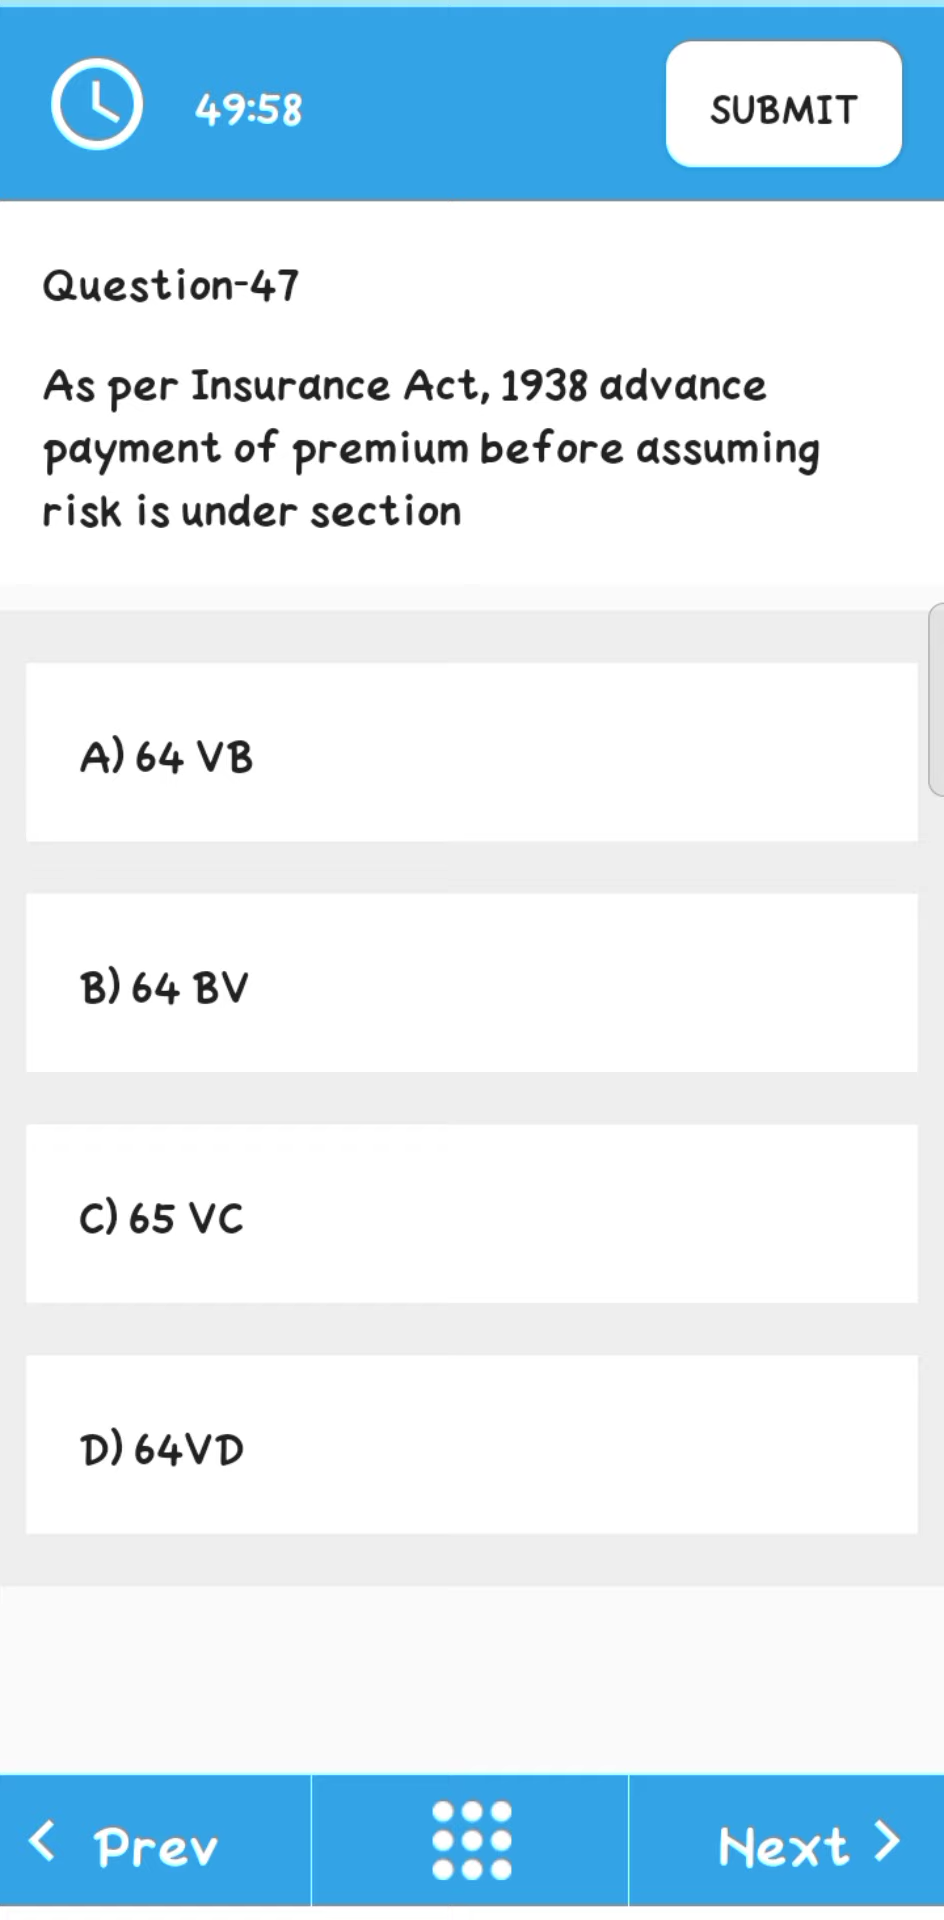 49:58
SUBMIT
Question-47
As per Insurance Act, 1938 advance
payment of premium before assuming
risk is under section
A) 64 VB
B) 64 BV
C) 65 VC
D) 64VD
Prev
Next